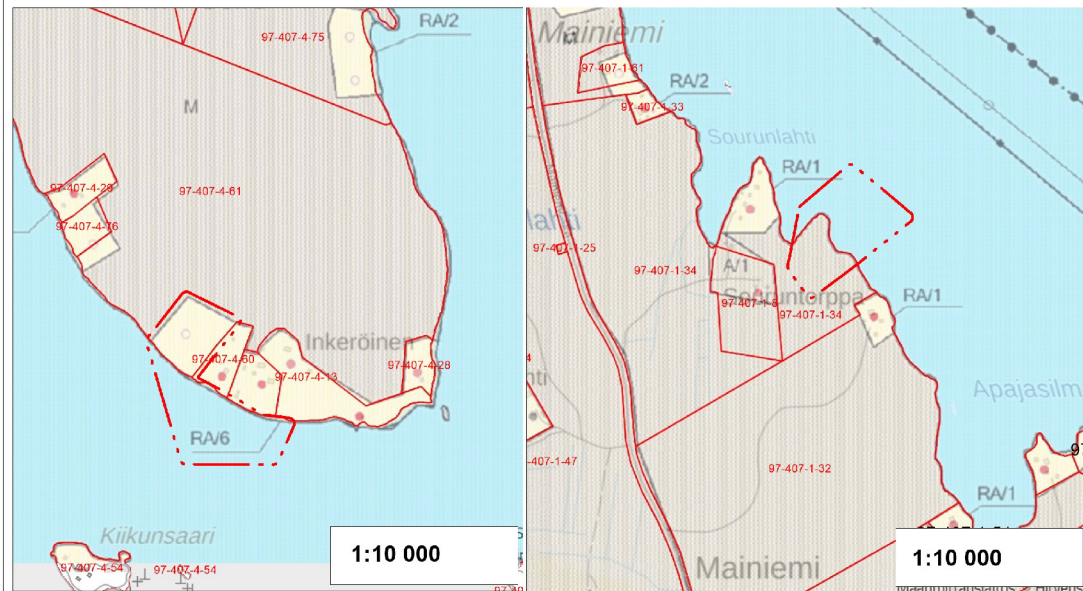 97-407-4-75
RA/2
M
97-407-4-29
97-407-4-61
97-407-4-76
Inkeröinen
97-407-4-60
97-407-4-13
97-407-4-28
RA/6
Kiikunsaari
97-407-4-54
97-407-4-54
1:10 000
Mainiemi
97-407-1-61
RA/2
97-407-1-33
Sourunlahti
RA/1
lahti
97-407-1-25
97-407-1-34
A/1
97-407-1-34
RA/1
Apajasilm
-407-1-47
97-407-1-32
RA/1
Mainiemi
1:10 000